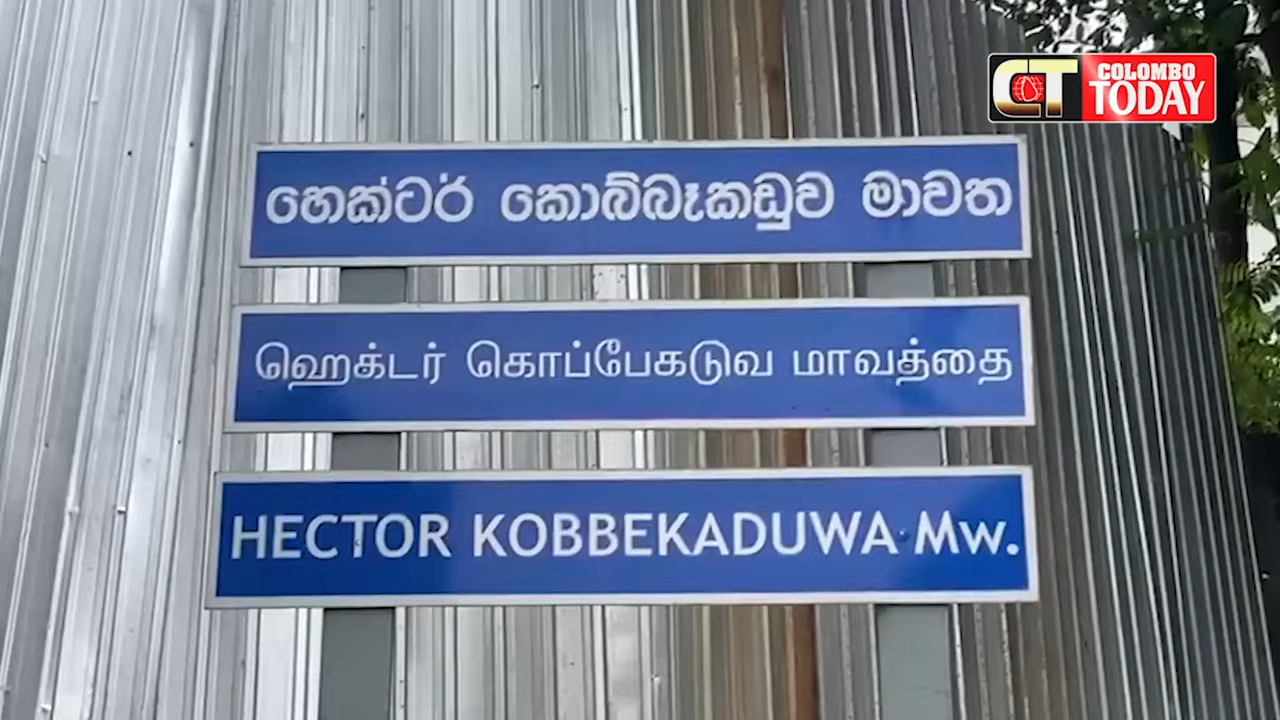 CT COLOMBO
TODAY
හෙක්ටර් කොබ්බෑකඩුව මාවත
ஹெக்டர் கொப்பேகடுவ மாவத்தை
HECTOR KOBBEKADUWA Mw.